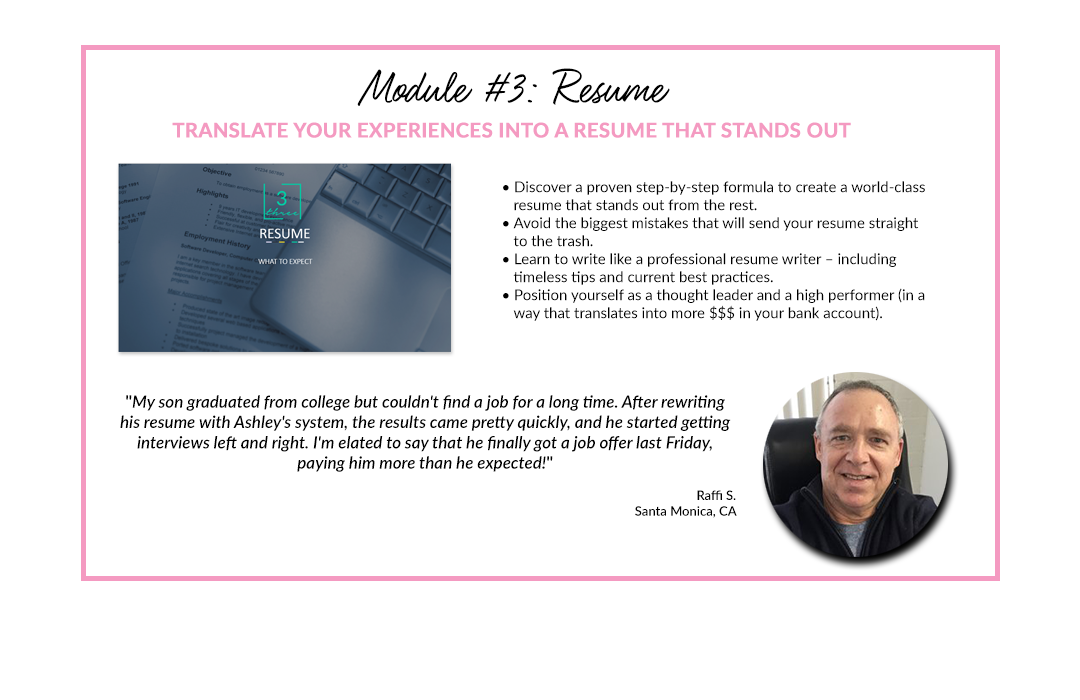 Module #3: Resume
TRANSLATE YOUR EXPERIENCES INTO A RESUME THAT STANDS OUT
Objective
Highlights
Employment History
3
three
RESUME
WHAT TO EXPECT
• Discover a proven step-by-step formula to create a world-class
resume that stands out from the rest.
• Avoid the biggest mistakes that will send your resume straight
to the trash.
• Learn to write like a professional resume writer – including
timeless tips and current best practices.
• Position yourself as a thought leader and a high performer (in a
way that translates into more $$$ in your bank account).
"My son graduated from college but couldn't find a job for a long time. After rewriting
his resume with Ashley's system, the results came pretty quickly, and he started getting
interviews left and right. I'm elated to say that he finally got a job offer last Friday,
paying him more than he expected!"
Raffi S.
Santa Monica, CA